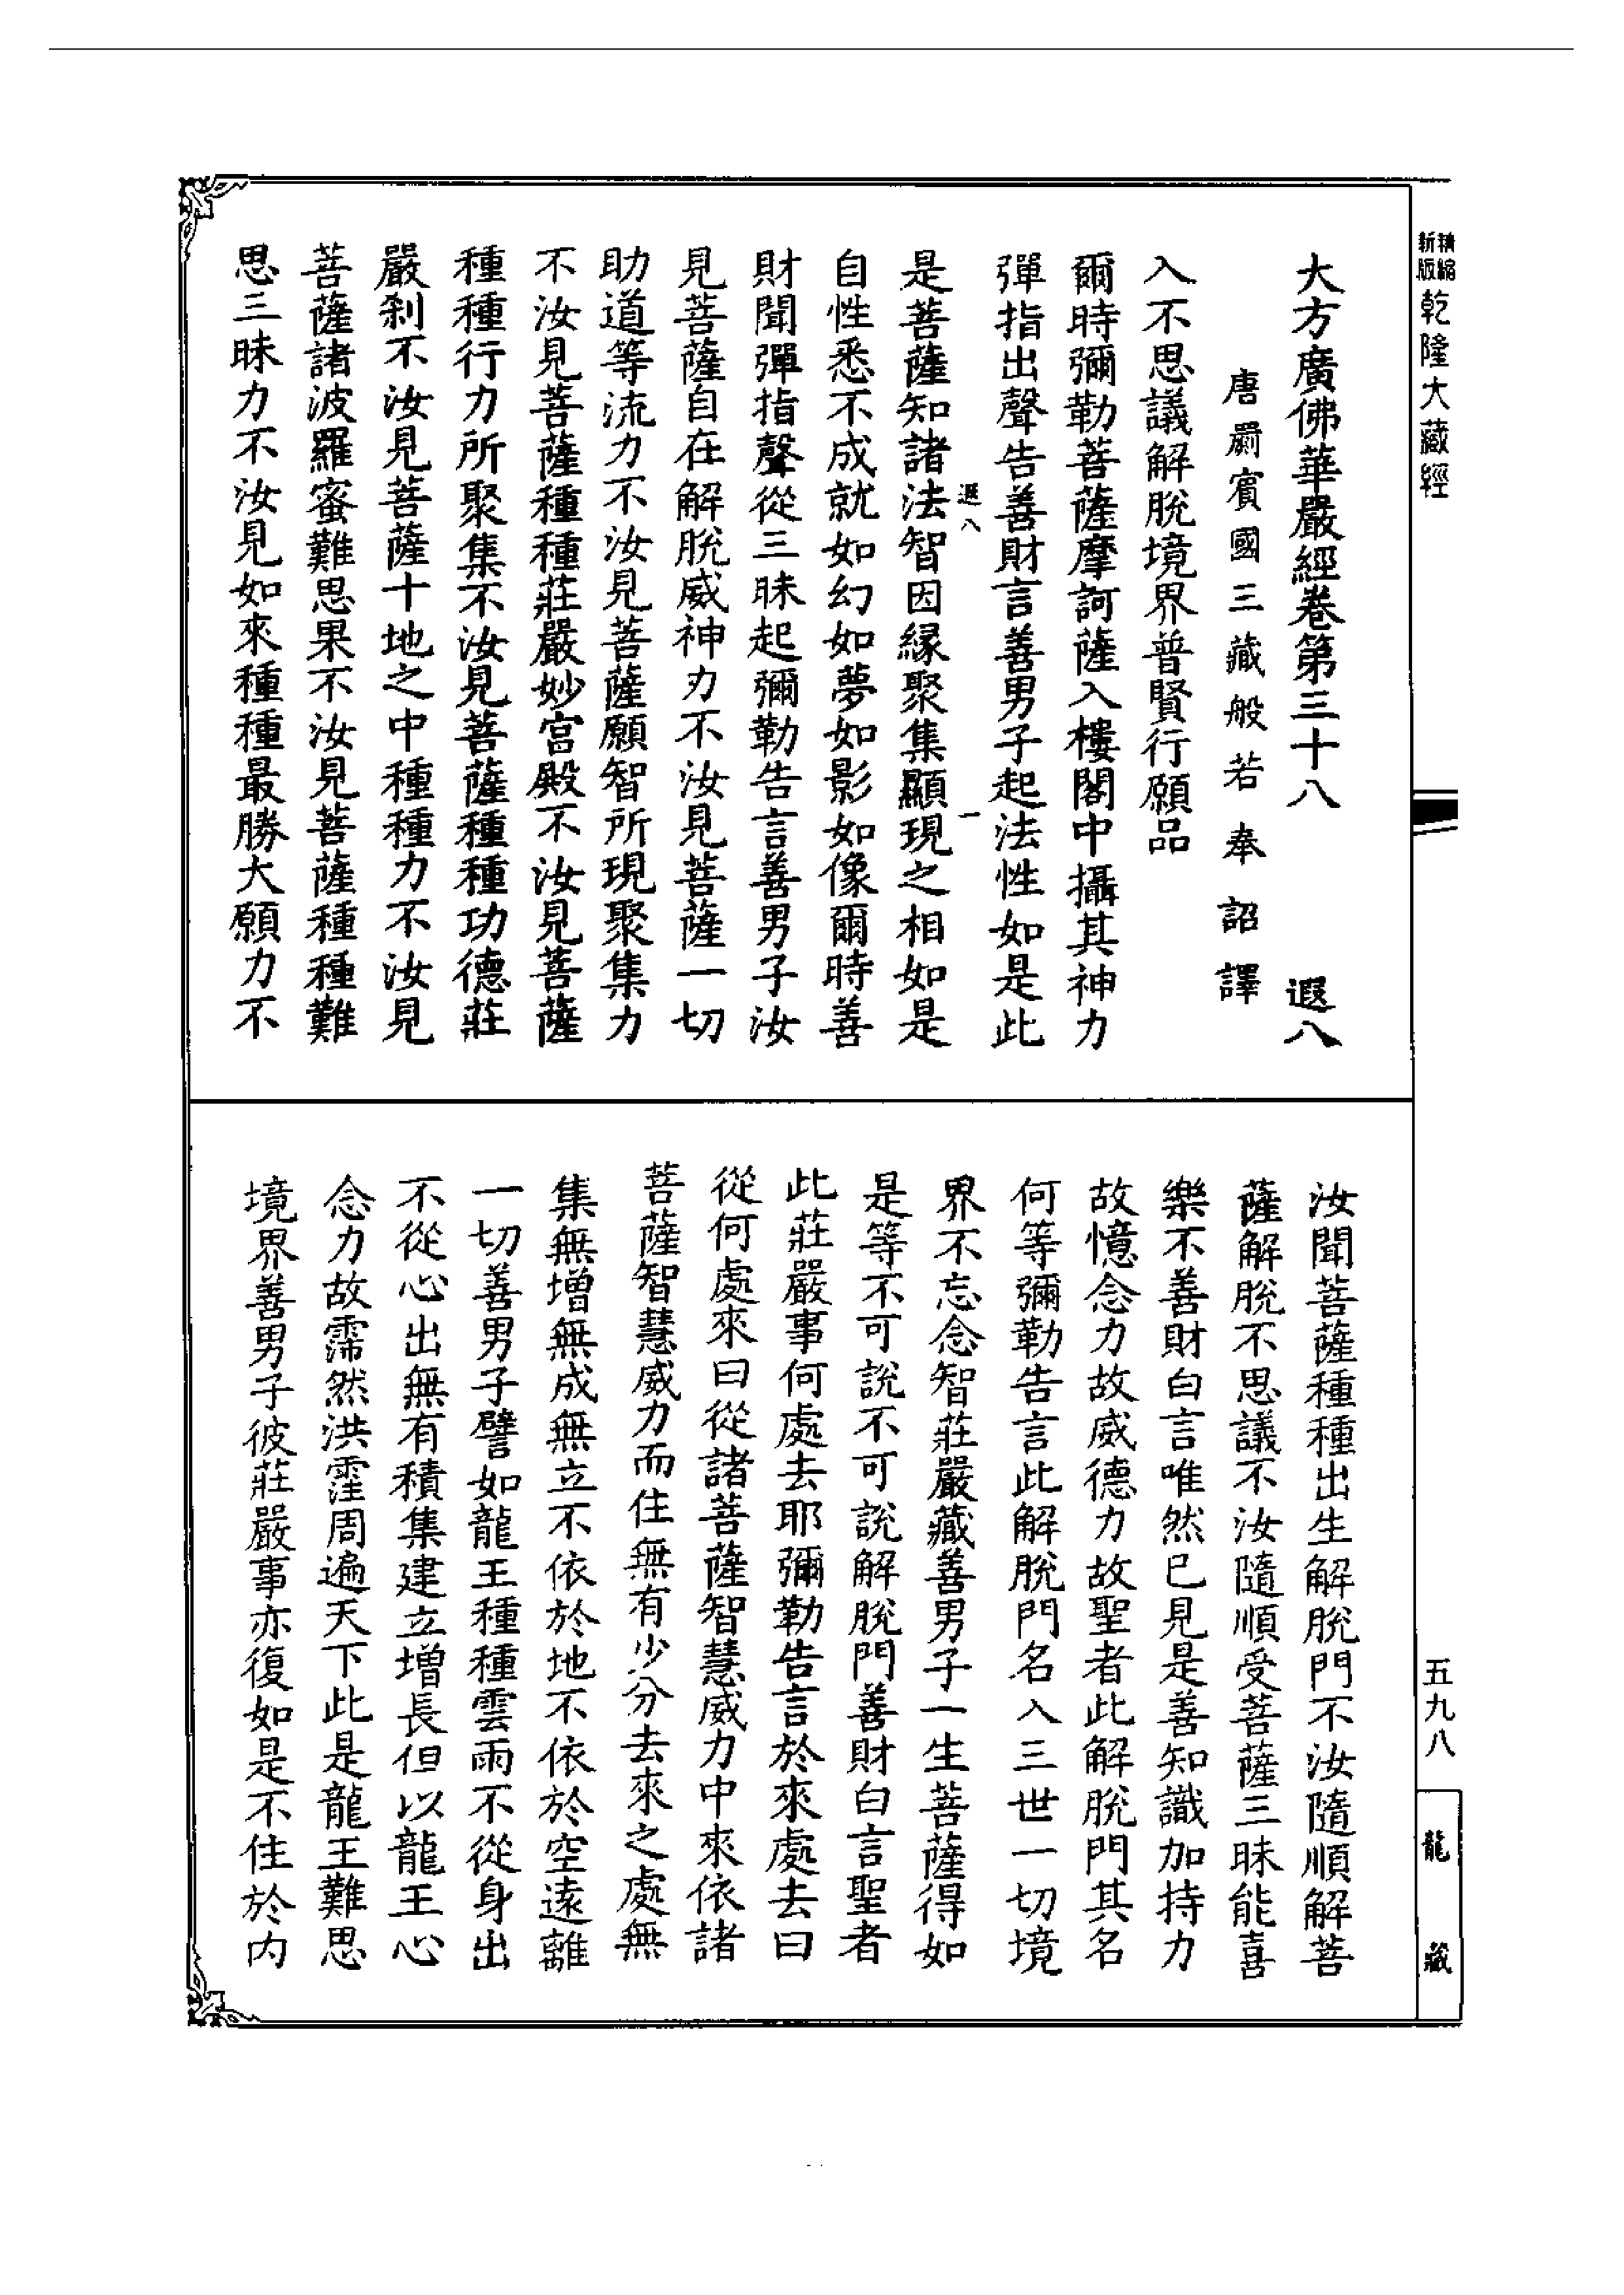 精縮新版乾隆大藏經
大方廣佛華嚴經卷第三十八　遐八
唐罽賓國三藏般若奉詔譯
入不思議解脫境界普賢行願品
爾時彌勒菩薩摩訶薩入樓閣中攝其神力
彈指出聲告善財言善男子起法性如是此
遐八　一
是菩薩知諸法智因緣聚集顯現之相如是
自性悉不成就如幻如夢如影如像爾時善
財聞彈指聲從三昧起彌勒告言善男子汝
見菩薩自在解脫威神力不汝見菩薩一切
助道等流力不汝見菩薩願智所現聚集力
不汝見菩薩種種莊嚴妙宮殿不汝見菩薩
種種行力所聚集不汝見菩薩種種功德莊
嚴刹不汝見菩薩十地之中種種力不汝見
菩薩諸波羅蜜難思果不汝見菩薩種種難
思三昧力不汝見如來種種最勝大願力不
汝聞菩薩種種出生解脫門不汝隨順解菩
薩解脫不思議不汝隨順受菩薩三昧能喜
樂不善財白言唯然已見是善知識加持力
故憶念力故威德力故聖者此解脫門其名
何等彌勒告言此解脫門名入三世一切境
界不忘念智莊嚴藏善男子一生菩薩得如
是等不可說不可說解脫門善財白言聖者
此莊嚴事何處去耶彌勒告言於來處去曰
從何處來曰從諸菩薩智慧威力中來依諸
菩薩智慧威力而住無有少分去來之處無
集無增無成無立不依於地不依於空遠離
一切善男子譬如龍王種種雲雨不從身出
不從心出無有積集建立增長但以龍王心
念力故霈然洪霔周遍天下此是龍王難思
境界善男子彼莊嚴事亦復如是不住於內
五九八
龍藏